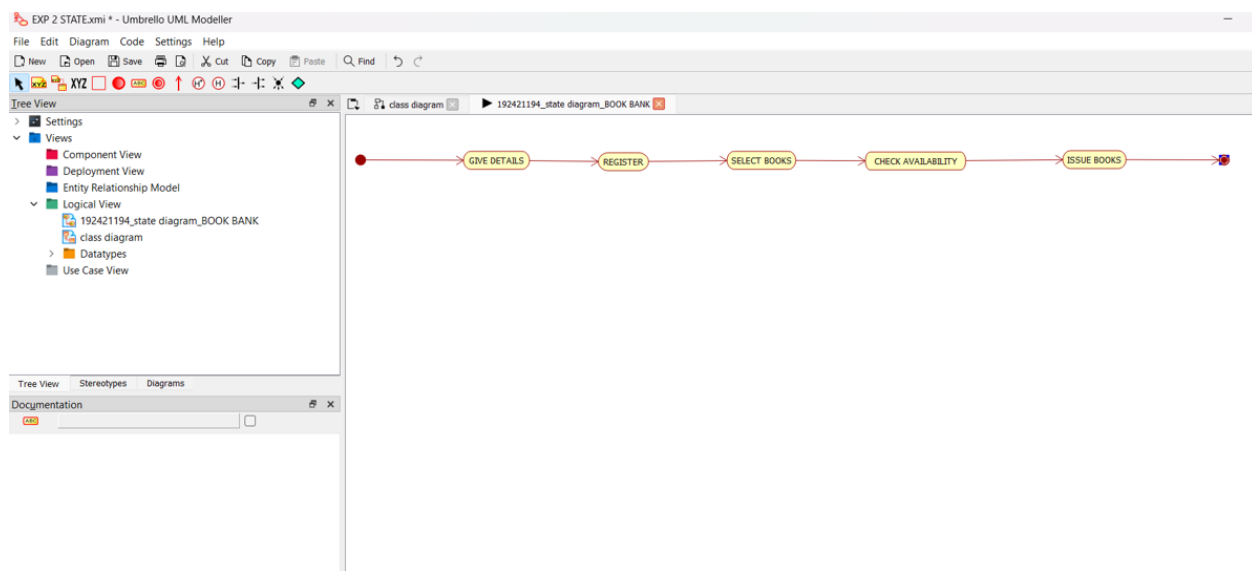 EXP 2 STATE.xmi * - Umbrello UML Modeller
File Edit Diagram Code Settings Help
New Open Save Cut Copy Paste Find
XYZ XYZ ABC H* H
Tree View
class diagram 192421194_state diagram_BOOK BANK
Settings
Views
Component View
Deployment View
Entity Relationship Model
Logical View
192421194_state diagram_BOOK BANK
class diagram
Datatypes
Use Case View
GIVE DETAILS REGISTER SELECT BOOKS CHECK AVAILABILITY ISSUE BOOKS
Tree View Stereotypes Diagrams
Documentation
ABC